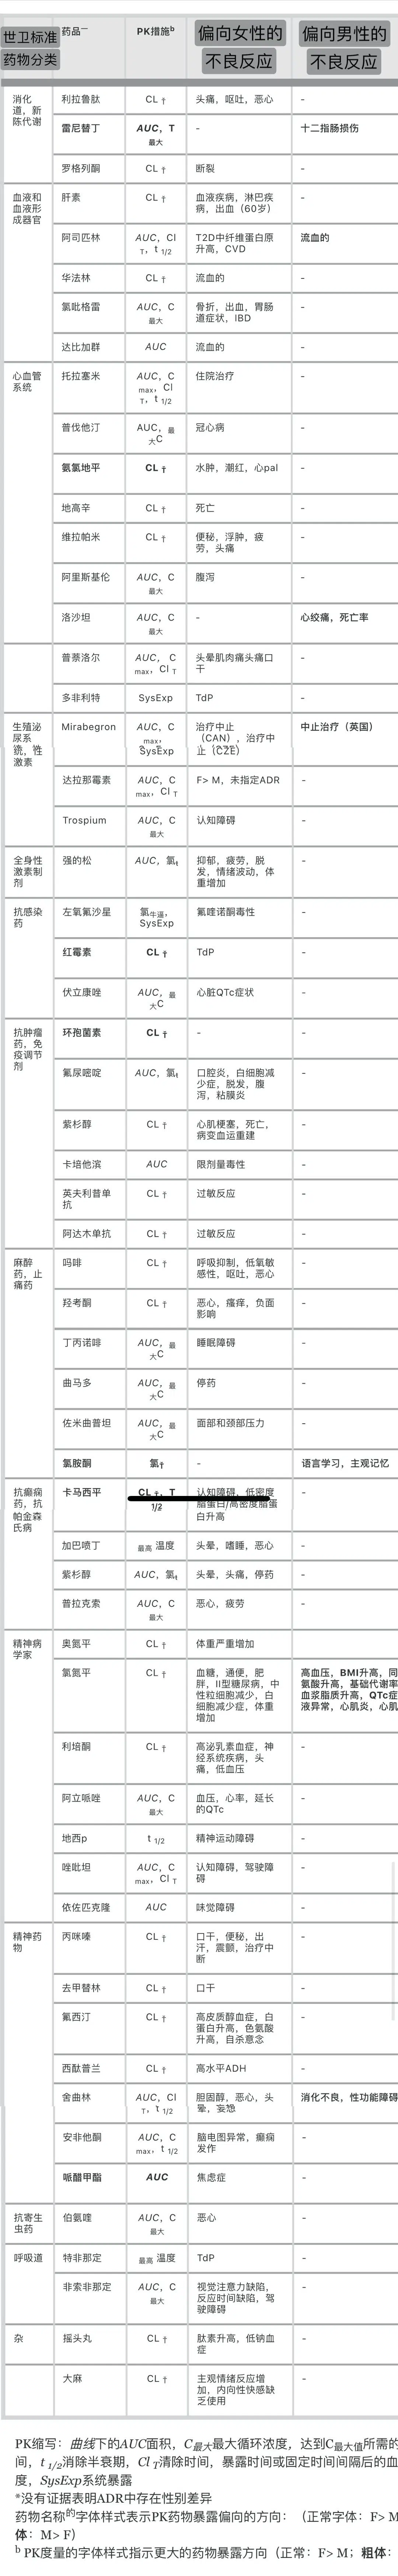 世卫标准
药物分类
药品一
PK措施b
偏向女性的
不良反应
偏向男性的
不良反应
消化
道，新
陈代谢
利拉鲁肽
CL †
头痛，呕吐，恶心
-
雷尼替丁
AUC，T
最大
-
十二指肠损伤
罗格列酮
CL †
断裂
-
血液和
血液形
成器官
肝素
CL †
血液疾病，淋巴疾
病，出血（60岁）
-
阿司匹林
AUC，Cl
T，t 1/2
T2D中纤维蛋白原
升高，CVD
流血的
华法林
CL †
流血的
-
氯吡格雷
AUC，C
最大
骨折，出血，胃肠
道症状，IBD
-
达比加群
AUC
流血的
-
心血管
系统
托拉塞米
AUC，C
max，Cl
T，t 1/2
住院治疗
-
普伐他汀
AUC，最
大C
冠心病
-
氨氯地平
CL †
水肿，潮红，心pal
-
地高辛
CL †
死亡
-
维拉帕米
CL †
便秘，浮肿，疲
劳，头痛
-
阿里斯基伦
AUC，C
最大
腹泻
-
洛沙坦
AUC，C
最大
-
心绞痛，死亡率
普萘洛尔
AUC，C
max，Cl T
头晕肌肉痛头痛口
干
-
多非利特
SysExp
TdP
-
生殖泌
尿系
统，性
激素
Mirabegron
AUC，C
max，
SysExp
治疗中止
（CAN），治疗中
止（CZE）
中止治疗（英国）
达拉那霉素
AUC，C
max，Cl T
F> M，未指定ADR
-
Trospium
AUC，C
最大
认知障碍
-
全身性
激素制
剂
强的松
AUC，氯t
抑郁，疲劳，脱
发，情绪波动，体
重增加
-
抗感染
药
左氧氟沙星
氯牛逼，
SysExp
氟喹诺酮毒性
-
红霉素
CL †
TdP
-
伏立康唑
AUC，最
大C
心脏QTc症状
-
抗肿瘤
药，免
疫调节
剂
环孢菌素
CL †
-
-
氟尿嘧啶
AUC，氯t
口腔炎，白细胞减
少症，脱发，腹
泻，粘膜炎
-
紫杉醇
CL †
心肌梗塞，死亡，
病变血运重建
-
卡培他滨
AUC
限剂量毒性
-
英夫利昔单
抗
CL †
过敏反应
-
阿达木单抗
CL †
过敏反应
-
麻醉
药，止
痛药
吗啡
CL †
呼吸抑制，低氧敏
感性，呕吐，恶心
-
羟考酮
CL †
恶心，瘙痒，负面
影响
-
丁丙诺啡
AUC，最
大C
睡眠障碍
-
曲马多
AUC，最
大C
停药
-
佐米曲普坦
AUC，最
大C
面部和颈部压力
-
氯胺酮
氯†
-
语言学习，主观记忆
抗癫痫
药，抗
帕金森
氏病
卡马西平
CL †，T
1/2
认知障碍，低密度
脂蛋白/高密度脂蛋
白升高
-
加巴喷丁
最高 温度
头晕，嗜睡，恶心
-
紫杉醇
AUC，氯t
头晕，头痛，停药
-
普拉克索
AUC，C
最大
恶心，疲劳
-
精神病
学家
奥氮平
CL †
体重严重增加
-
氯氮平
CL †
血糖，通便，肥
胖，II型糖尿病，中
性粒细胞减少，白
细胞减少症，体重
增加
高血压，BMI升高，同
氨酸升高，基础代谢率
血浆脂质升高，QTc症
液异常，心肌炎，心肌
利培酮
CL †
高泌乳素血症，神
经系统疾病，头
痛，低血压
-
阿立哌唑
AUC，C
最大
血压，心率，延长
的QTc
-
地西p
t 1/2
精神运动障碍
-
唑吡坦
AUC，C
max，Cl T
认知障碍，驾驶障
碍
-
依佐匹克隆
AUC
味觉障碍
-
精神药
物
丙咪嗪
CL †
口干，便秘，出
汗，震颤，治疗中
断
-
去甲替林
CL †
口干
-
氟西汀
CL †
高皮质醇血症，白
蛋白升高，色氨酸
升高，自杀意念
-
西酞普兰
CL †
高水平ADH
-
舍曲林
AUC，Cl
T，t 1/2
胆固醇，恶心，头
晕，妄想
消化不良，性功能障碍
安非他酮
AUC，C
max，t 1/2
脑电图异常，癫痫
发作
-
哌醋甲酯
AUC
焦虑症
-
抗寄生
虫药
伯氨喹
AUC，C
最大
恶心
-
呼吸道
特非那定
最高 温度
TdP
-
非索非那定
AUC，C
最大
视觉注意力缺陷，
反应时间缺陷，驾
驶障碍
-
杂
摇头丸
CL †
肽素升高，低钠血
症
-
大麻
CL †
主观情绪反应增
加，内向性快感缺
乏使用
-
PK缩写：曲线下的AUC面积，C最大最大循环浓度，达到C最大值所需的
间，t 1/2消除半衰期，Cl T清除时间，暴露时间或固定时间间隔后的血
度，SysExp系统暴露
*没有证据表明ADR中存在性别差异
药物名称的字体样式表示PK药物暴露偏向的方向：（正常字体：F> M
体：M> F）
b PK度量的字体样式指示更大的药物暴露方向（正常：F> M；粗体：